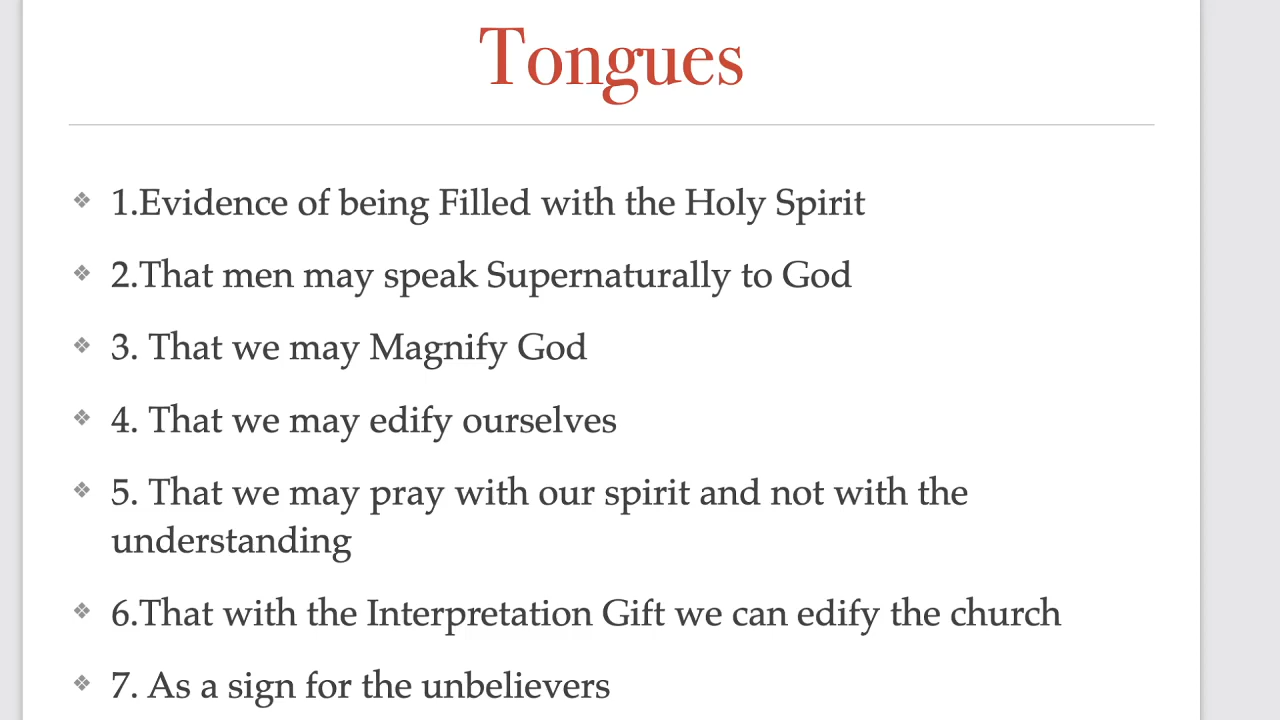 Tongues
1.Evidence of being Filled with the Holy Spirit
2.That men may speak Supernaturally to God
3. That we may Magnify God
4. That we may edify ourselves
5. That we may pray with our spirit and not with the
understanding
6.That with the Interpretation Gift we can edify the church
7. As a sign for the unbelievers